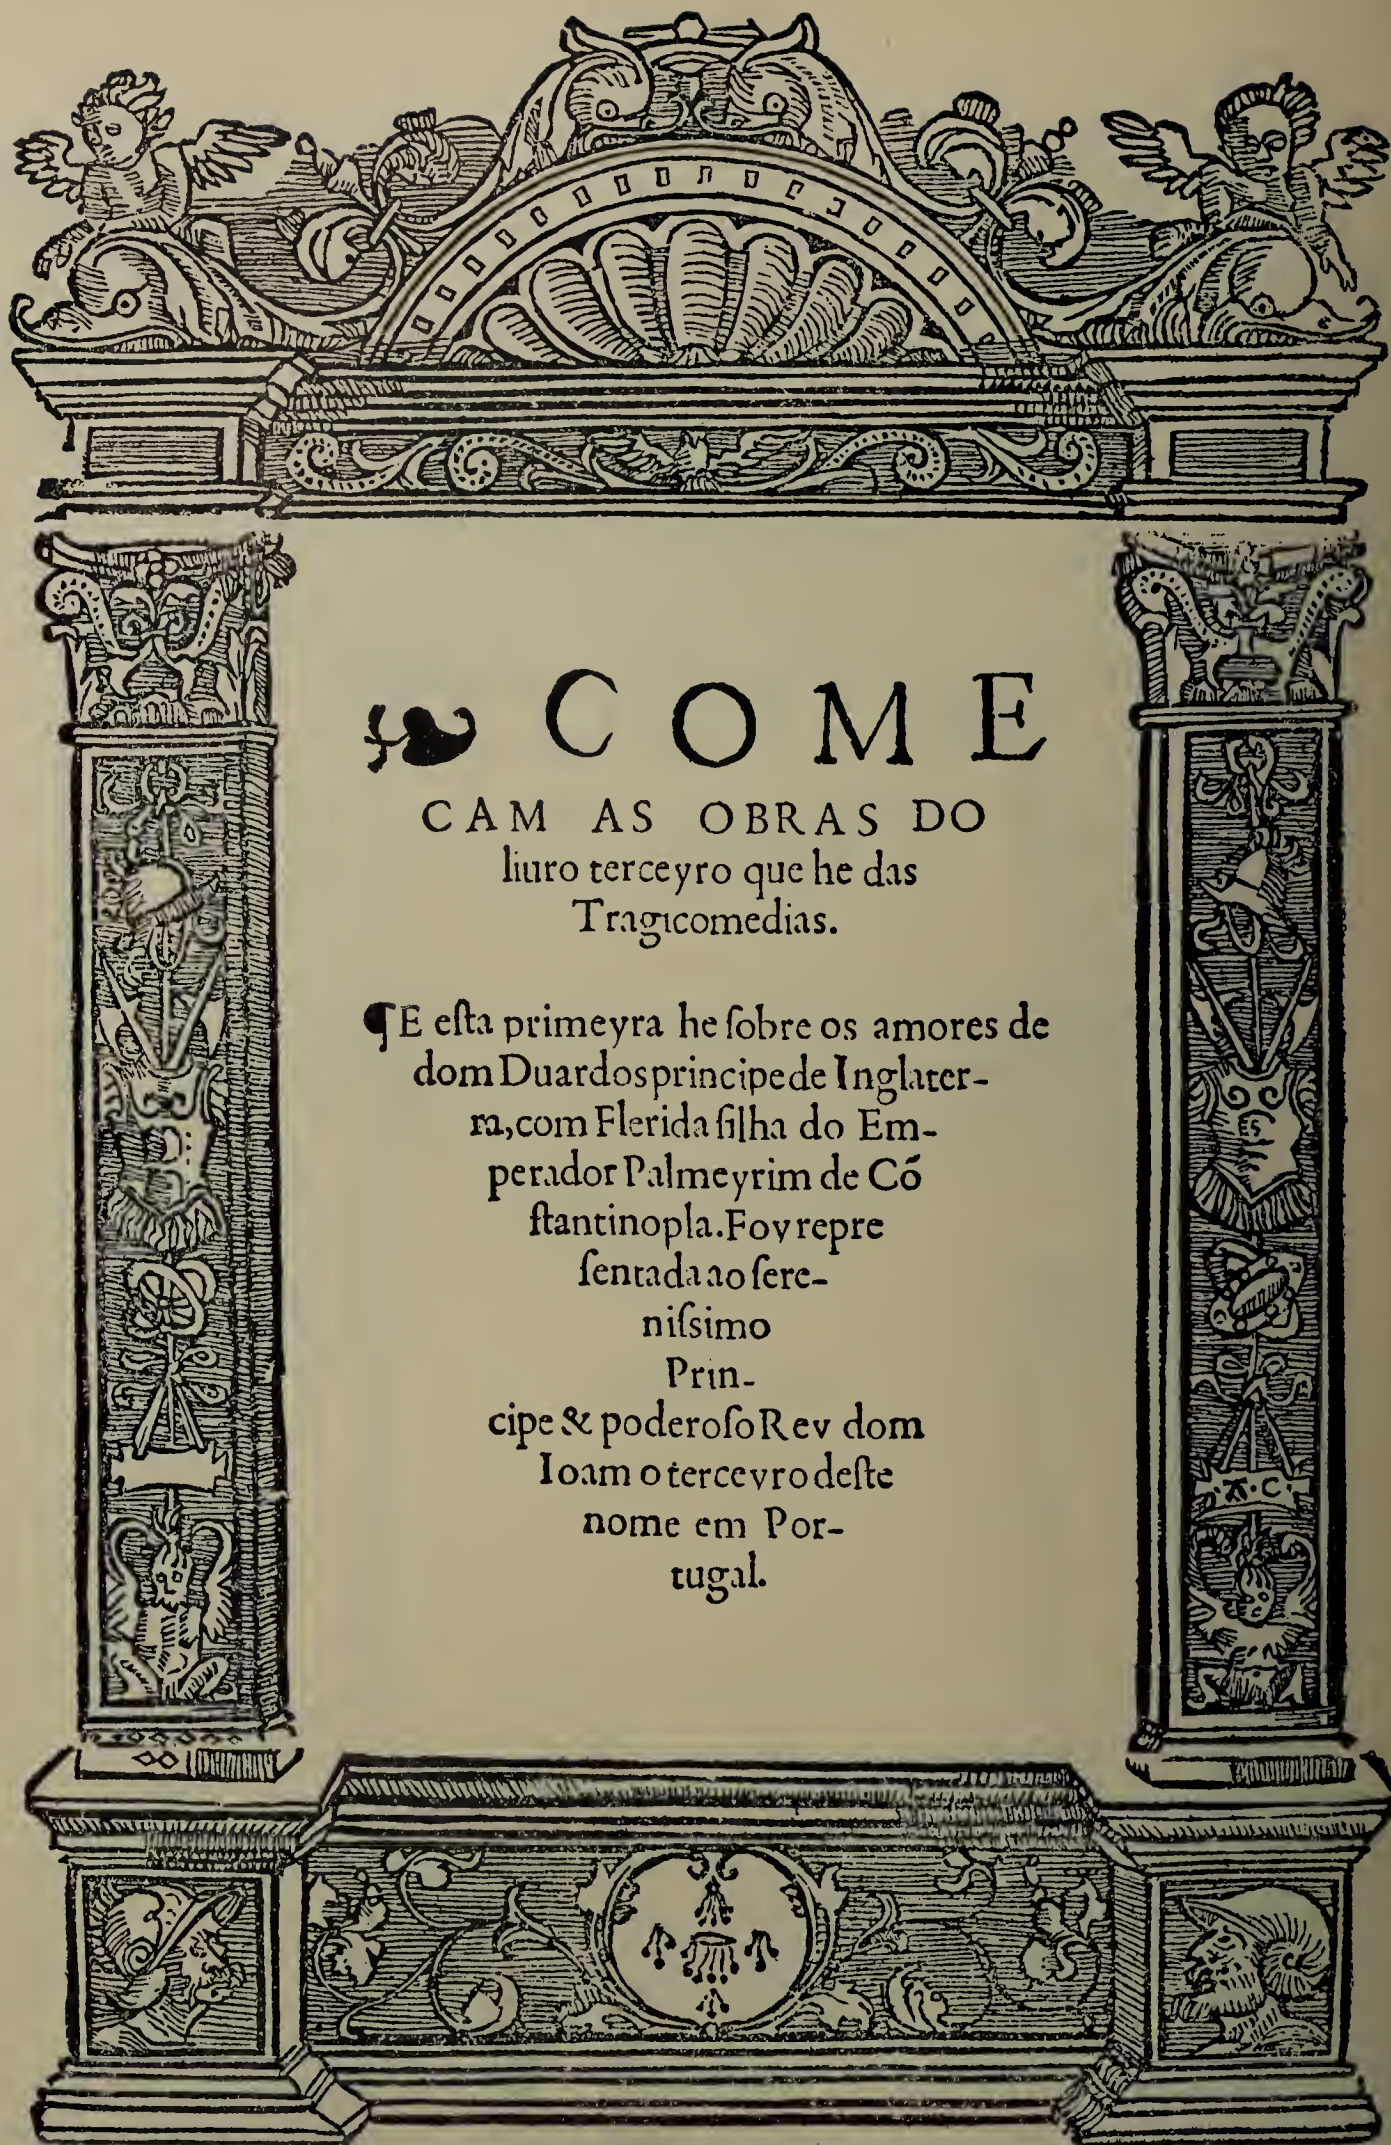 ❧ COME
CAM AS OBRAS DO
liuro terceyro que he das
Tragicomedias.
¶E eſta primeyra he ſobre os amores de
dom Duardos principe de Inglater-
ra, com Flerida filha do Em-
perador Palmeyrim de Cõ
ſtantinopla. Foy repre
ſentada ao ſere-
niſsimo
Prin-
cipe & poderoſo Rey dom
Ioam o terceyro deſte
nome em Por-
tugal.
ES
A·C·